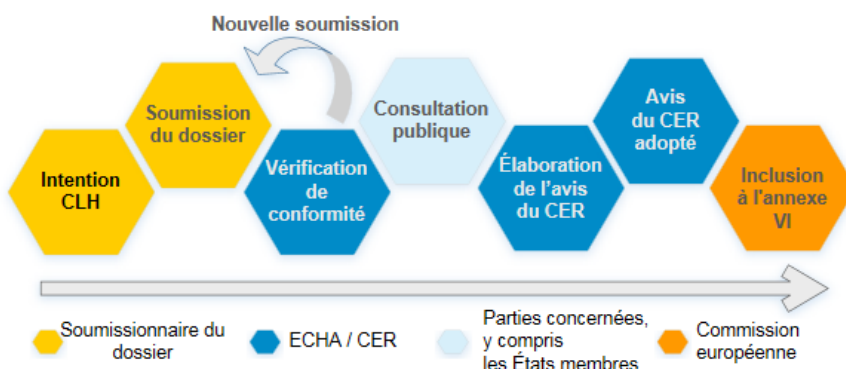 Nouvelle soumission
Intention
CLH
Soumission
du dossier
Vérification
de
conformité
Consultation
publique
Élaboration
de l'avis
du CER
Avis
du CER
adopté
Inclusion
à l'annexe
VI
Soumissionnaire du
dossier
ECHA / CER
Parties concernées,
y compris
les États membres
Commission
européenne